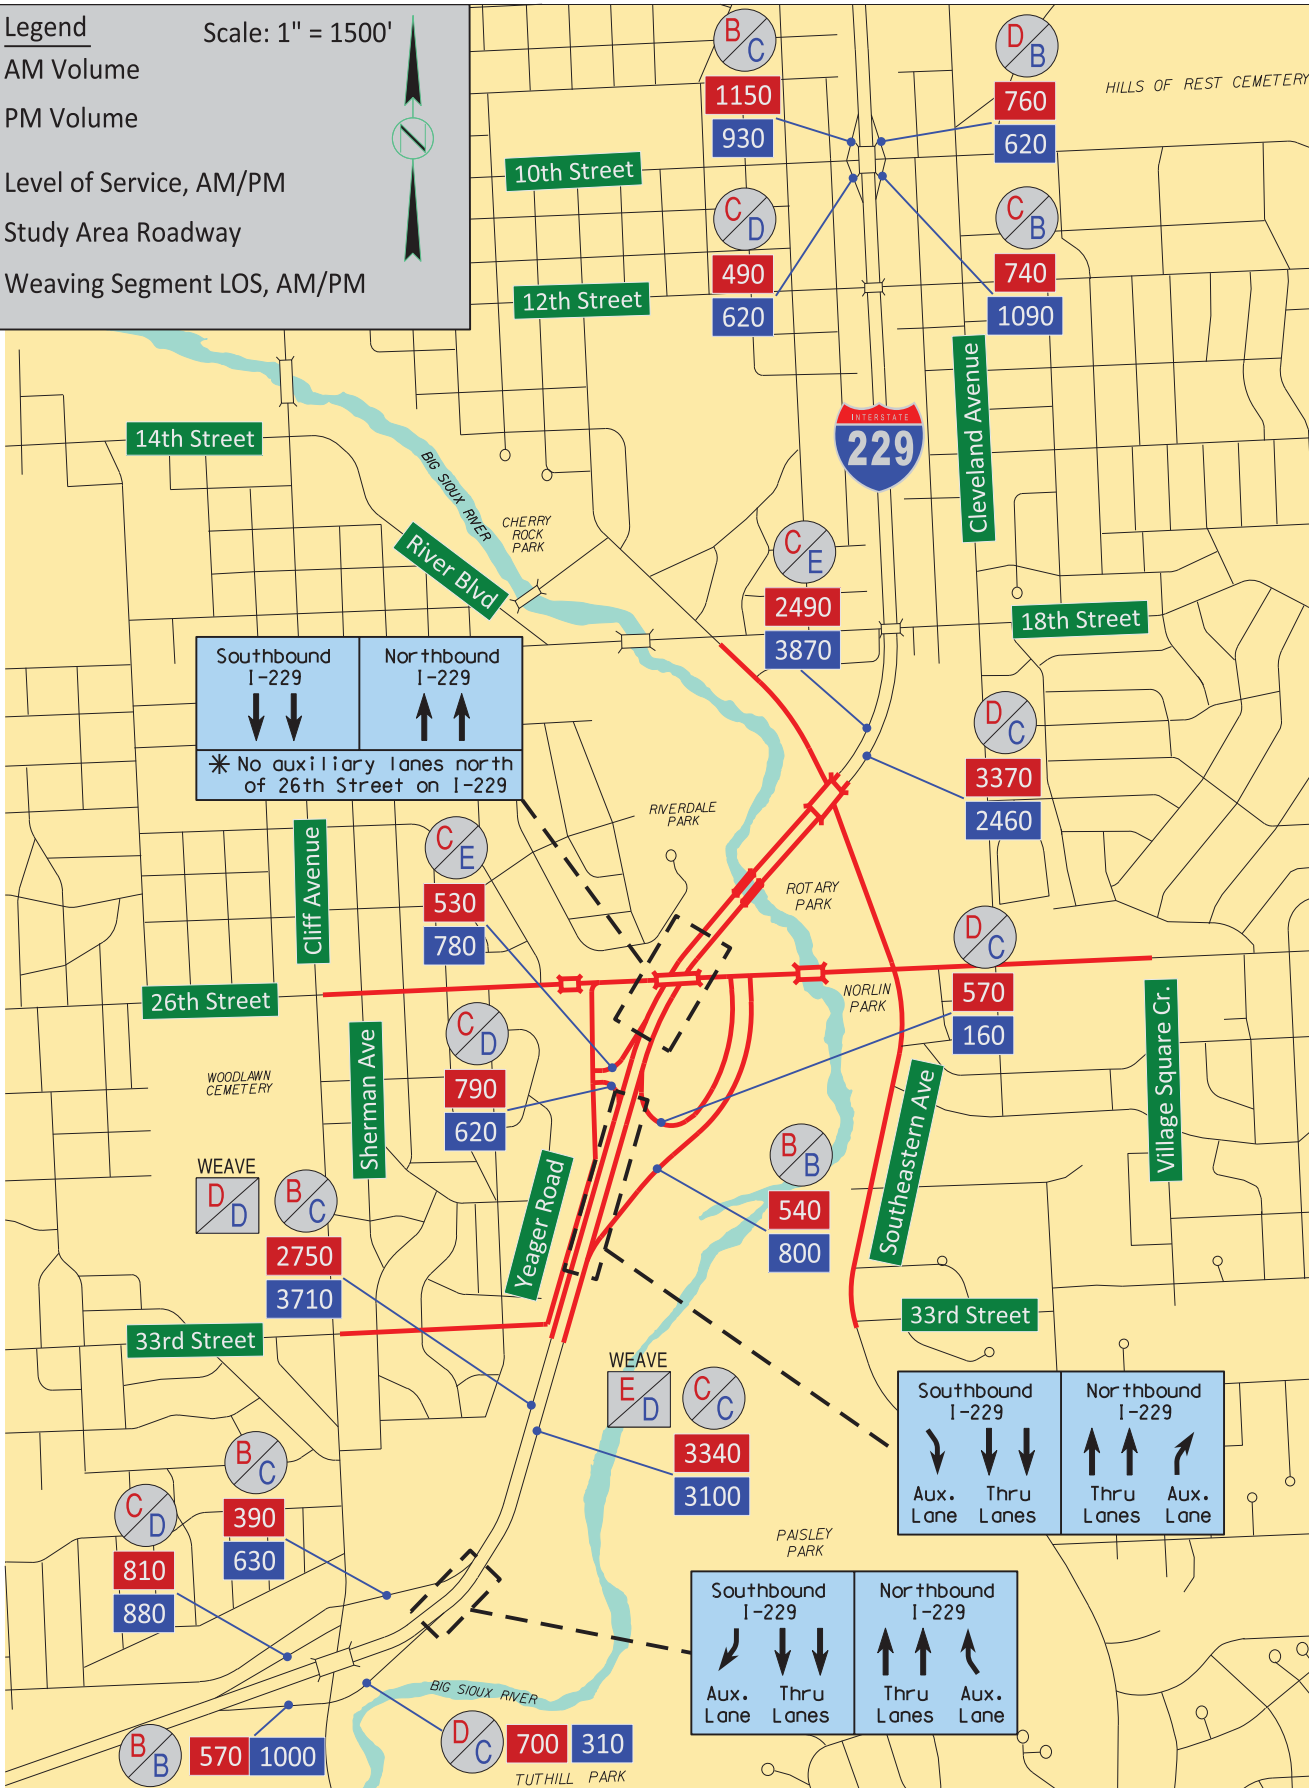 Legend
Scale: 1" = 1500'
AM Volume
PM Volume
Level of Service, AM/PM
Study Area Roadway
Weaving Segment LOS, AM/PM
B
C
1150
930
D
B
760
620
HILLS OF REST CEMETERY
10th Street
C
D
490
620
C
B
740
1090
12th Street
Cleveland Avenue
INTERSTATE
229
14th Street
BIG SIOUX RIVER
CHERRY
ROCK
PARK
River Blvd
C
E
2490
3870
18th Street
Southbound
I-229
Northbound
I-229
No auxiliary lanes north
of 26th Street on I-229
D
C
3370
2460
RIVERDALE
PARK
Cliff Avenue
C
E
530
780
ROTARY
PARK
D
C
570
160
26th Street
NORLIN
PARK
Village Square Cr.
Sherman Ave
C
D
790
620
WOODLAWN
CEMETERY
Southeastern Ave
B
B
540
800
Yeager Road
WEAVE
D
D
B
C
2750
3710
33rd Street
33rd Street
WEAVE
E
D
C
C
3340
3100
Southbound
I-229
Northbound
I-229
Aux.
Lane
Thru
Lanes
Thru
Lanes
Aux.
Lane
B
C
390
630
C
D
810
880
PAISLEY
PARK
Southbound
I-229
Northbound
I-229
Aux.
Lane
Thru
Lanes
Thru
Lanes
Aux.
Lane
BIG SIOUX RIVER
B
B
570
1000
D
C
700
310
TUTHILL PARK